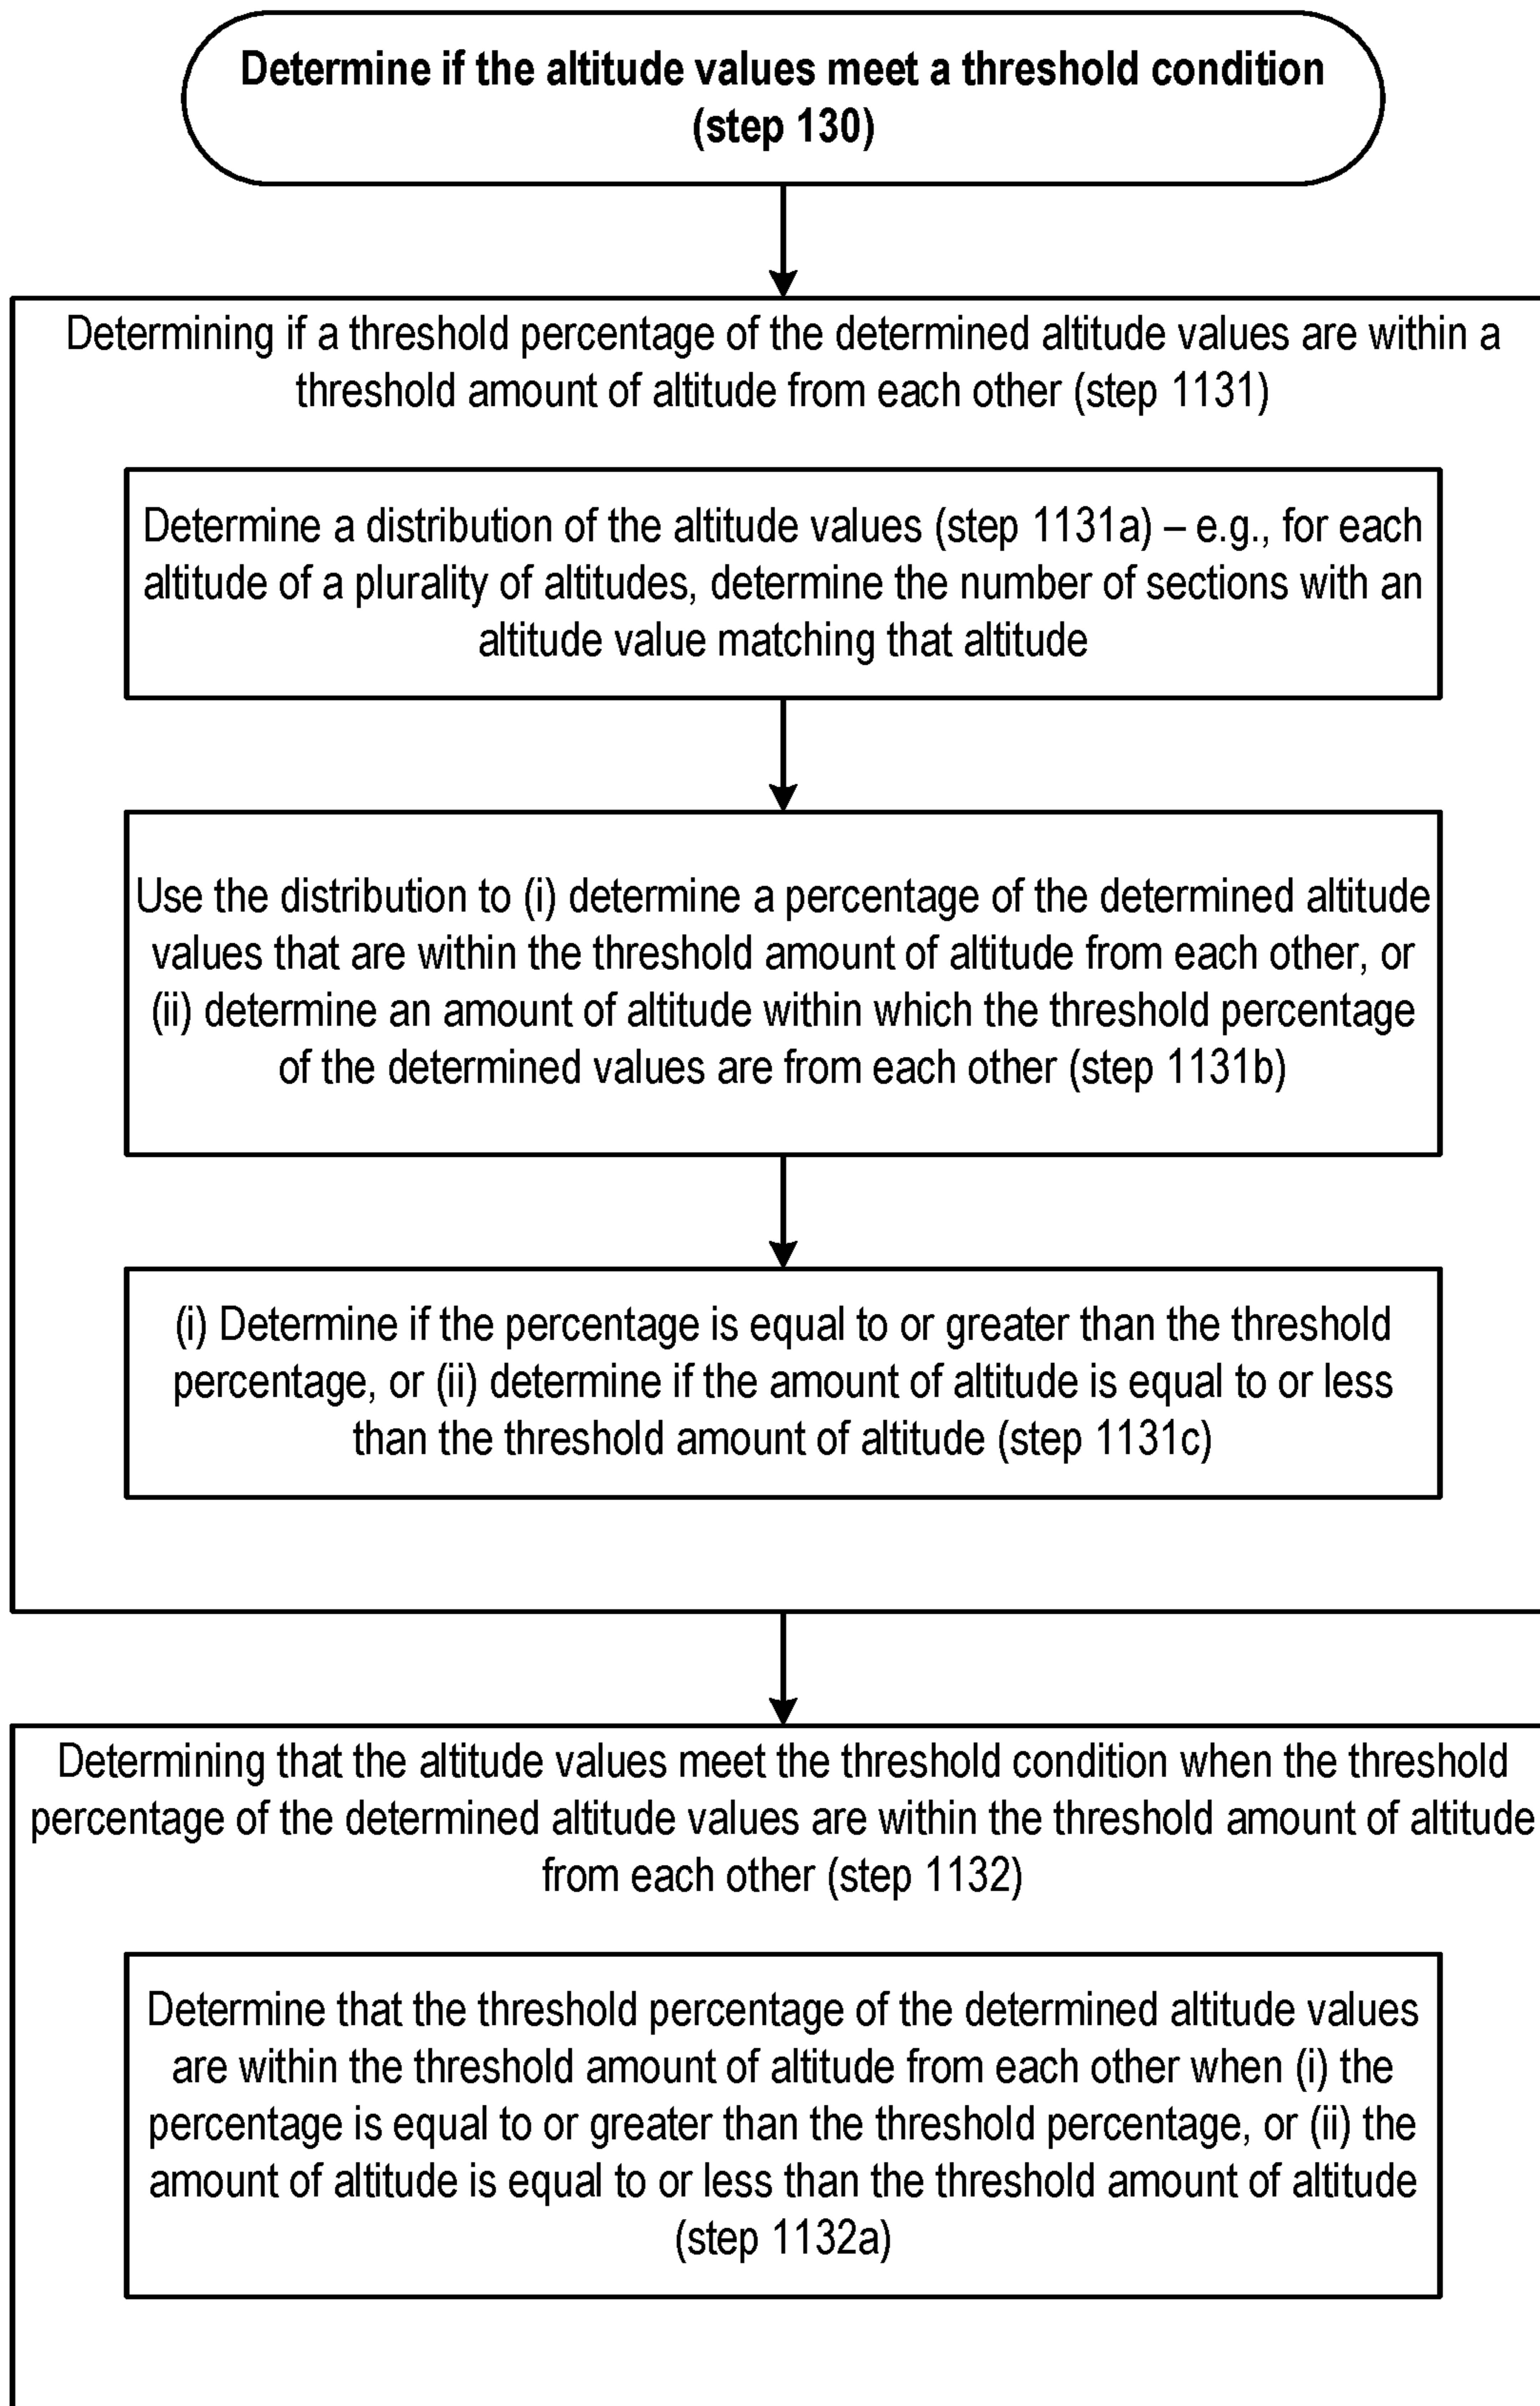 Determine if the altitude values meet a threshold condition
(step 130)
Determining if a threshold percentage of the determined altitude values are within a
threshold amount of altitude from each other (step 1131)
Determine a distribution of the altitude values (step 1131a) – e.g., for each
altitude of a plurality of altitudes, determine the number of sections with an
altitude value matching that altitude
Use the distribution to (i) determine a percentage of the determined altitude
values that are within the threshold amount of altitude from each other, or
(ii) determine an amount of altitude within which the threshold percentage
of the determined values are from each other (step 1131b)
(i) Determine if the percentage is equal to or greater than the threshold
percentage, or (ii) determine if the amount of altitude is equal to or less
than the threshold amount of altitude (step 1131c)
Determining that the altitude values meet the threshold condition when the threshold
percentage of the determined altitude values are within the threshold amount of altitude
from each other (step 1132)
Determine that the threshold percentage of the determined altitude values
are within the threshold amount of altitude from each other when (i) the
percentage is equal to or greater than the threshold percentage, or (ii) the
amount of altitude is equal to or less than the threshold amount of altitude
(step 1132a)